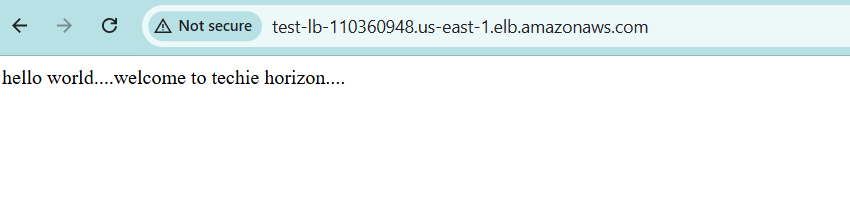 Not secure test-lb-110360948.us-east-1.elb.amazonaws.com
hello world....welcome to techie horizon....